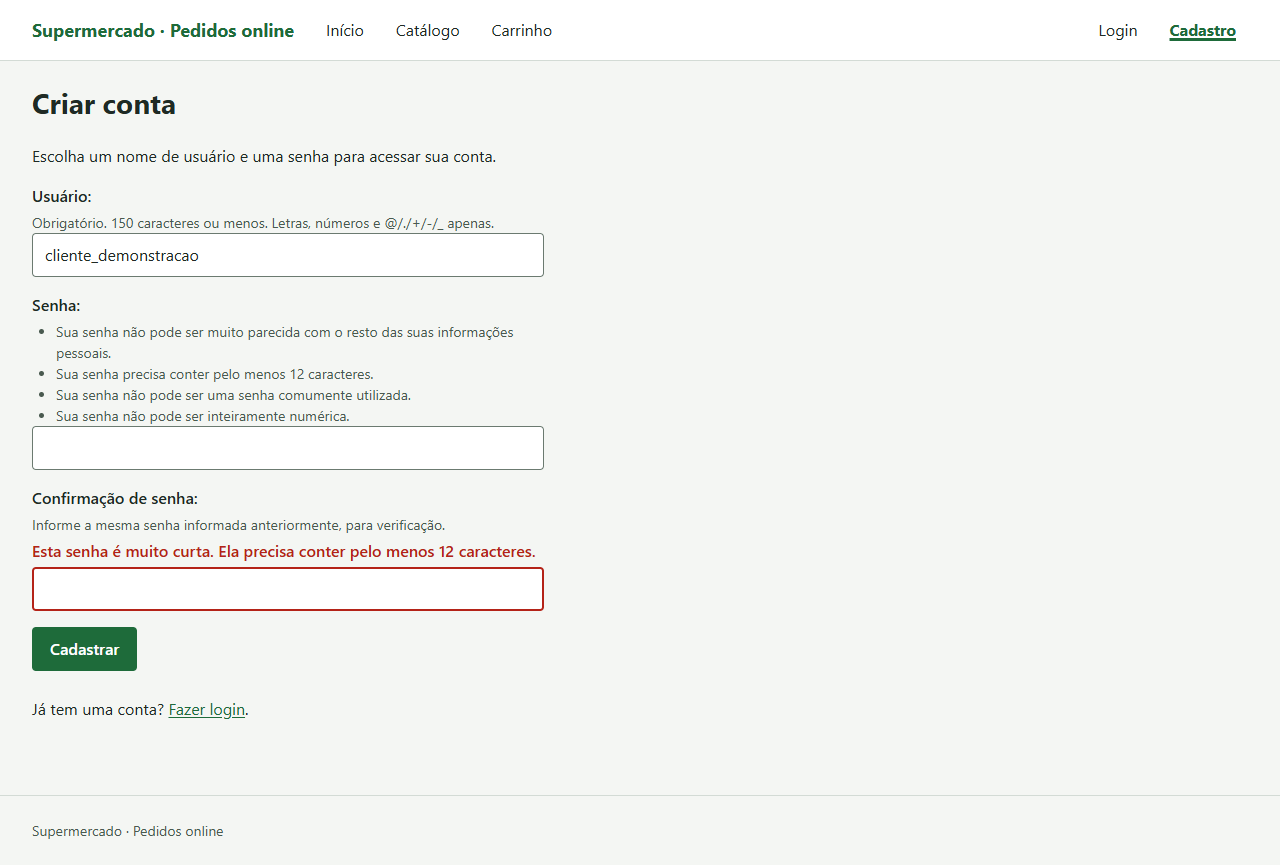 Supermercado · Pedidos online Início Catálogo Carrinho Login Cadastro
Criar conta
Escolha um nome de usuário e uma senha para acessar sua conta.
Usuário:
Obrigatório. 150 caracteres ou menos. Letras, números e @/./+/-/_ apenas.
cliente_demonstracao
Senha:
• Sua senha não pode ser muito parecida com o resto das suas informações
pessoais.
• Sua senha precisa conter pelo menos 12 caracteres.
• Sua senha não pode ser uma senha comumente utilizada.
• Sua senha não pode ser inteiramente numérica.
Confirmação de senha:
Informe a mesma senha informada anteriormente, para verificação.
Esta senha é muito curta. Ela precisa conter pelo menos 12 caracteres.
Cadastrar
Já tem uma conta? Fazer login.
Supermercado · Pedidos online